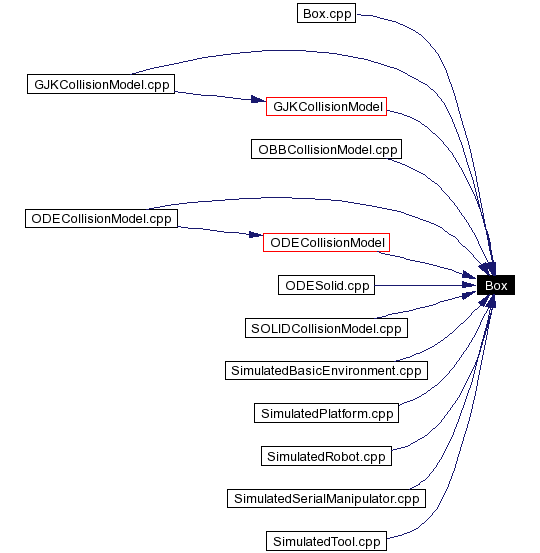 Box.cpp
GJKCollisionModel.cpp
GJKCollisionModel
OBBCollisionModel.cpp
ODECollisionModel.cpp
ODECollisionModel
ODESolid.cpp
Box
SOLIDCollisionModel.cpp
SimulatedBasicEnvironment.cpp
SimulatedPlatform.cpp
SimulatedRobot.cpp
SimulatedSerialManipulator.cpp
SimulatedTool.cpp